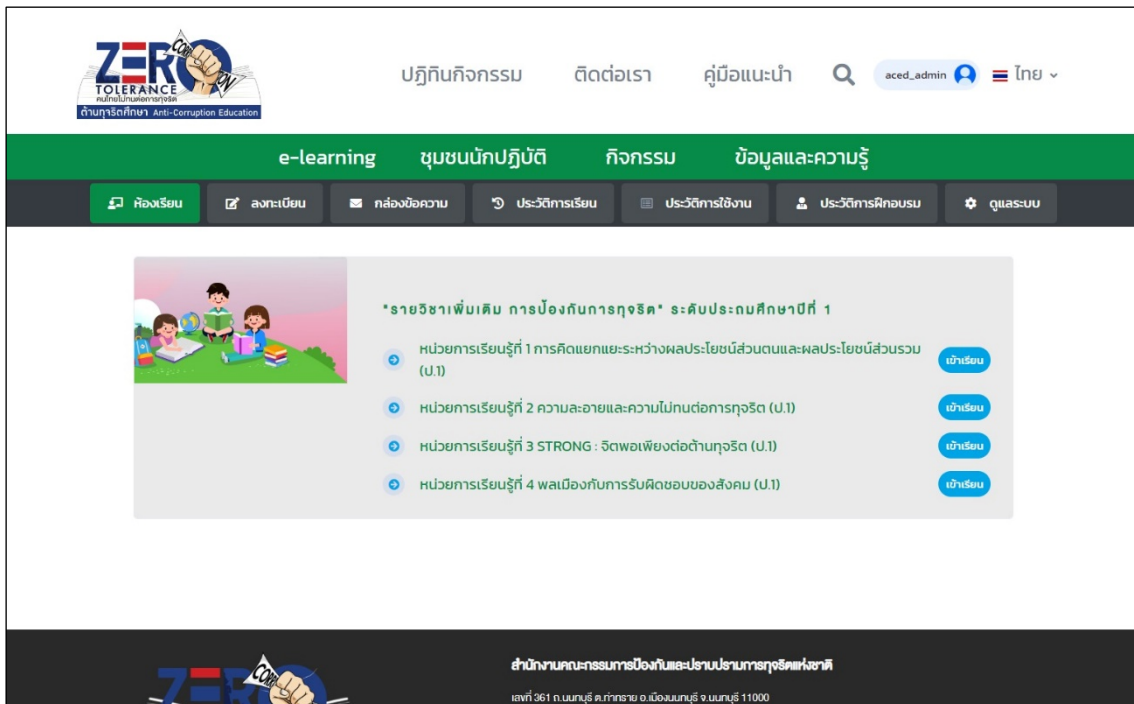 ZERO
CORRUPTION
TOLERANCE
คนไทยไม่ทนต่อการทุจริต
ด้านทุจริตศึกษา Anti-Corruption Education
ปฏิทินกิจกรรม ติดต่อเรา คู่มือแนะนำ aced_admin ไทย
e-learning ชุมชนนักปฏิบัติ กิจกรรม ข้อมูลและความรู้
ห้องเรียน ลงทะเบียน กล่องข้อความ ประวัติการเรียน ประวัติการใช้งาน ประวัติการฝึกอบรม ดูแลระบบ
"รายวิชาเพิ่มเติม การป้องกันการทุจริต" ระดับประถมศึกษาปีที่ 1
หน่วยการเรียนรู้ที่ 1 การคิดแยกแยะระหว่างผลประโยชน์ส่วนตนและผลประโยชน์ส่วนรวม
(ป.1) เข้าเรียน
หน่วยการเรียนรู้ที่ 2 ความละอายและความไม่ทนต่อการทุจริต (ป.1) เข้าเรียน
หน่วยการเรียนรู้ที่ 3 STRONG : จิตพอเพียงต่อต้านทุจริต (ป.1) เข้าเรียน
หน่วยการเรียนรู้ที่ 4 พลเมืองกับการรับผิดชอบของสังคม (ป.1) เข้าเรียน
สำนักงานคณะกรรมการป้องกันและปราบปรามการทุจริตแห่งชาติ
เลขที่ 361 ถ.นนทบุรี ต.ท่าทราย อ.เมืองนนทบุรี จ.นนทบุรี 11000